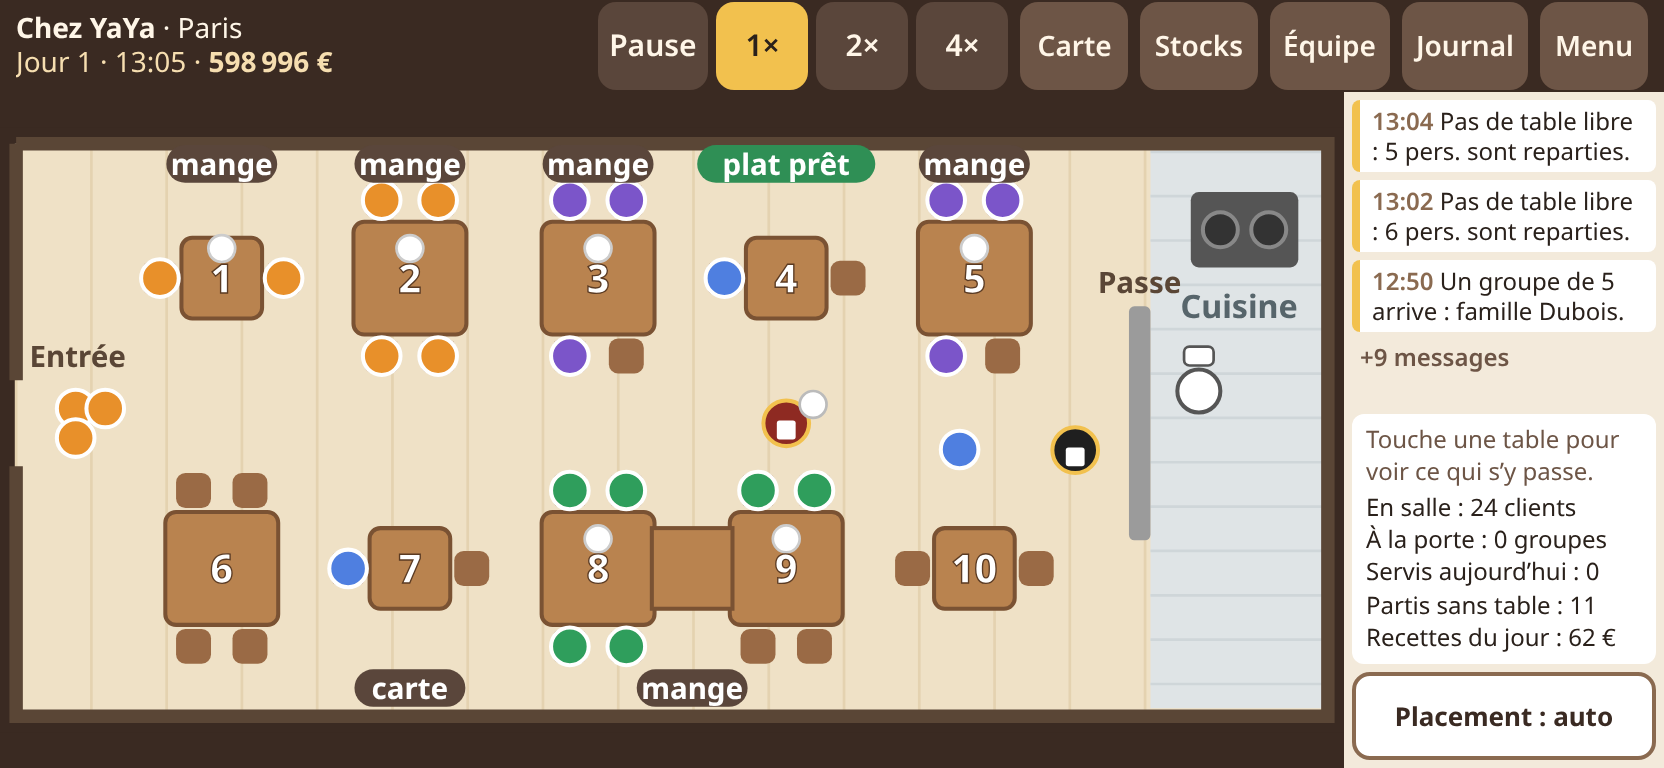 Chez YaYa · Paris
Jour 1 · 13:05 · 598 996 €
Pause
1×
2×
4×
Carte
Stocks
Équipe
Journal
Menu
mange
mange
mange
plat prêt
mange
1
2
3
4
5
Passe
Cuisine
Entrée
6
7
8
9
10
carte
mange
13:04 Pas de table libre
: 5 pers. sont reparties.
13:02 Pas de table libre
: 6 pers. sont reparties.
12:50 Un groupe de 5
arrive : famille Dubois.
+9 messages
Touche une table pour
voir ce qui s’y passe.
En salle : 24 clients
À la porte : 0 groupes
Servis aujourd’hui : 0
Partis sans table : 11
Recettes du jour : 62 €
Placement : auto